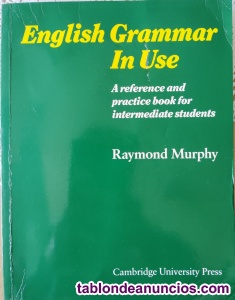 English Grammar
In Use
A reference and
practice book for
intermediate students
Raymond Murphy
Cambridge University Press
tablondeanuncios.com